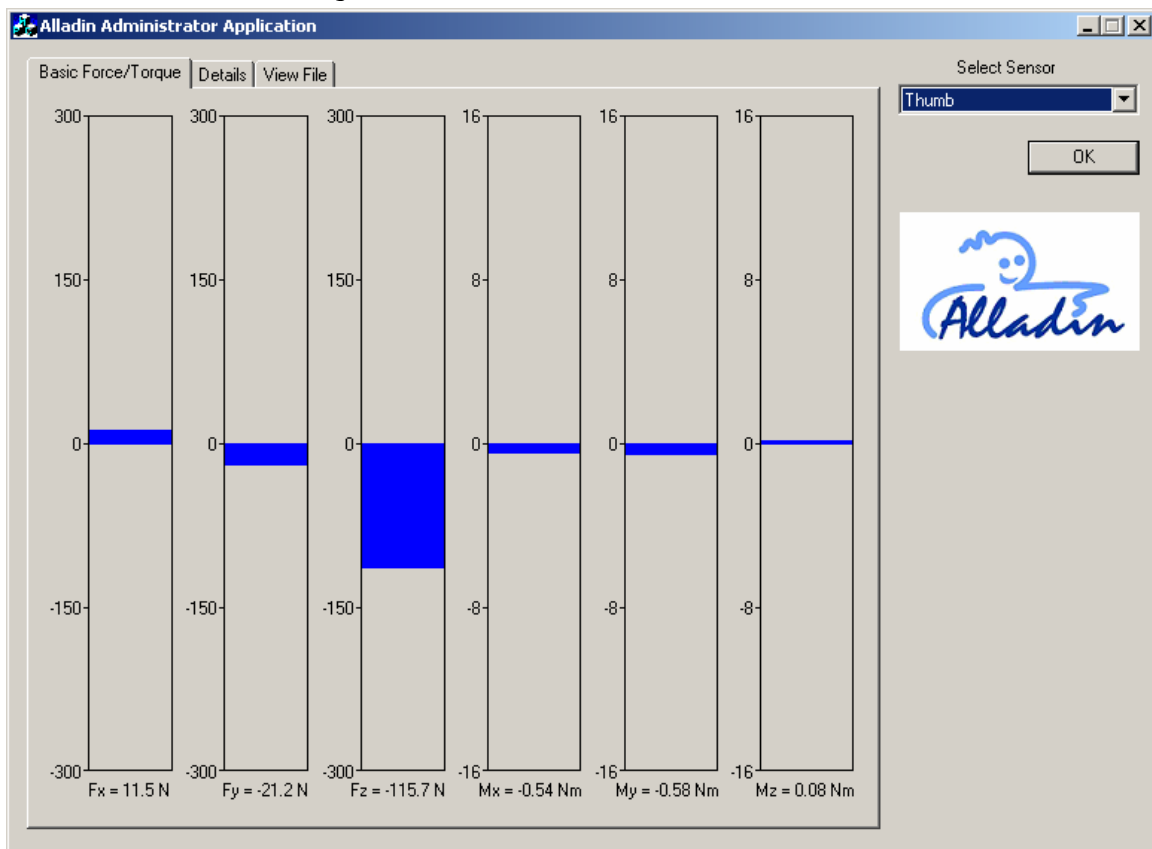 Alladin Administrator Application
Basic Force/Torque Details View File
Select Sensor
Thumb
OK
Alladin
300 300 300 16 16 16
150 150 150 8 8 8
0 0 0 0 0 0
-150 -150 -150 -8 -8 -8
-300 -300 -300 -16 -16 -16
Fx = 11.5 N Fy = -21.2 N Fz = -115.7 N Mx = -0.54 Nm My = -0.58 Nm Mz = 0.08 Nm